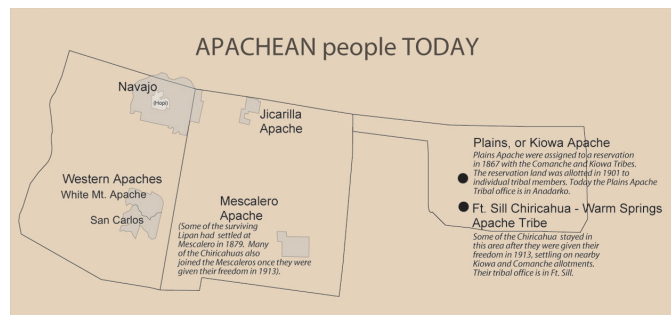 APACHEAN people TODAY
Navajo
(Hopi)
Jicarilla
Apache
Western Apaches
White Mt. Apache
San Carlos
Mescalero
Apache
(Some of the surviving
Lipan had settled at
Mescalero in 1879. Many
of the Chiricahuas also
joined the Mescaleros once they were
given their freedom in 1913).
Plains, or Kiowa Apache
Plains Apache were assigned to a reservation
in 1867 with the Comanche and Kiowa Tribes.
The reservation land was allotted in 1901 to
individual tribal members. Today the Plains Apache
Tribal office is in Anadarko.
Ft. Sill Chiricahua - Warm Springs
Apache Tribe
Some of the Chiricahua stayed in
this area after they were given their
freedom in 1913, settling on nearby
Kiowa and Comanche allotments.
Their tribal office is in Ft. Sill.